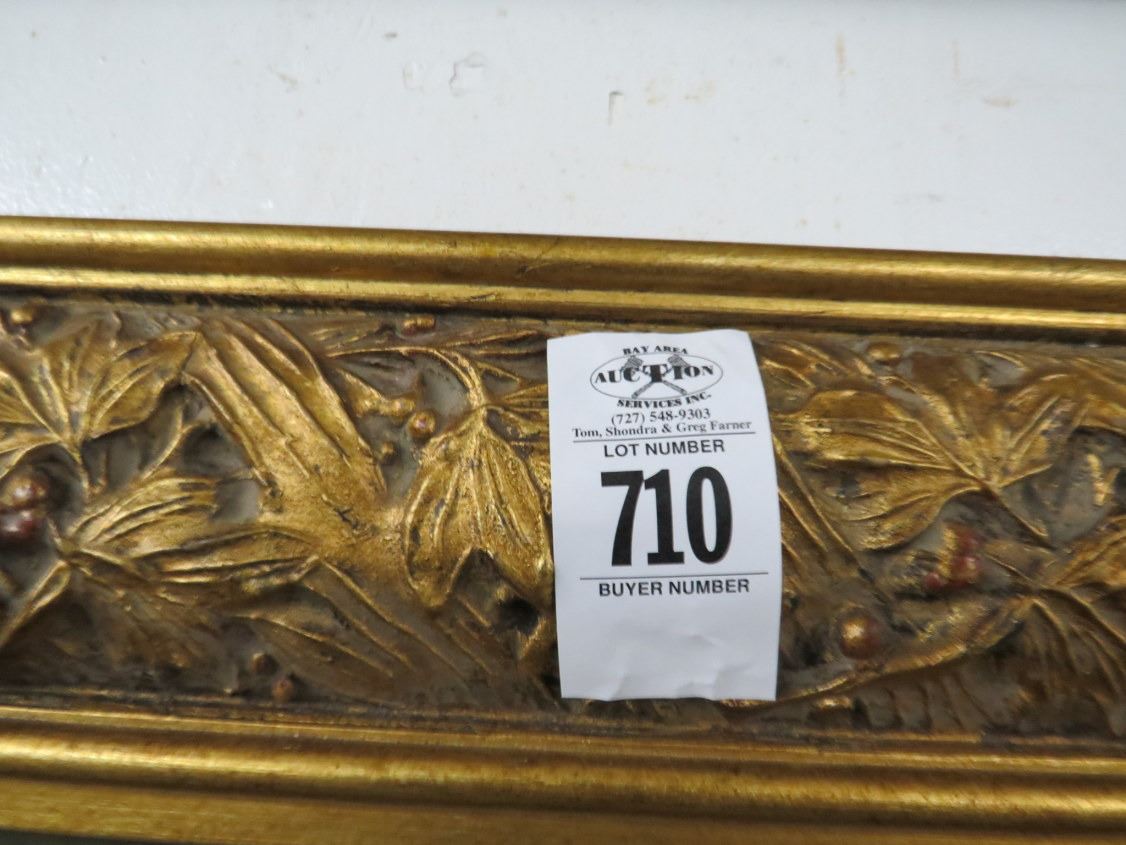 BAY AREA
AUCTION
SERVICES INC.
(727) 548-9303
Tom, Shondra & Greg Farner
LOT NUMBER
710
BUYER NUMBER